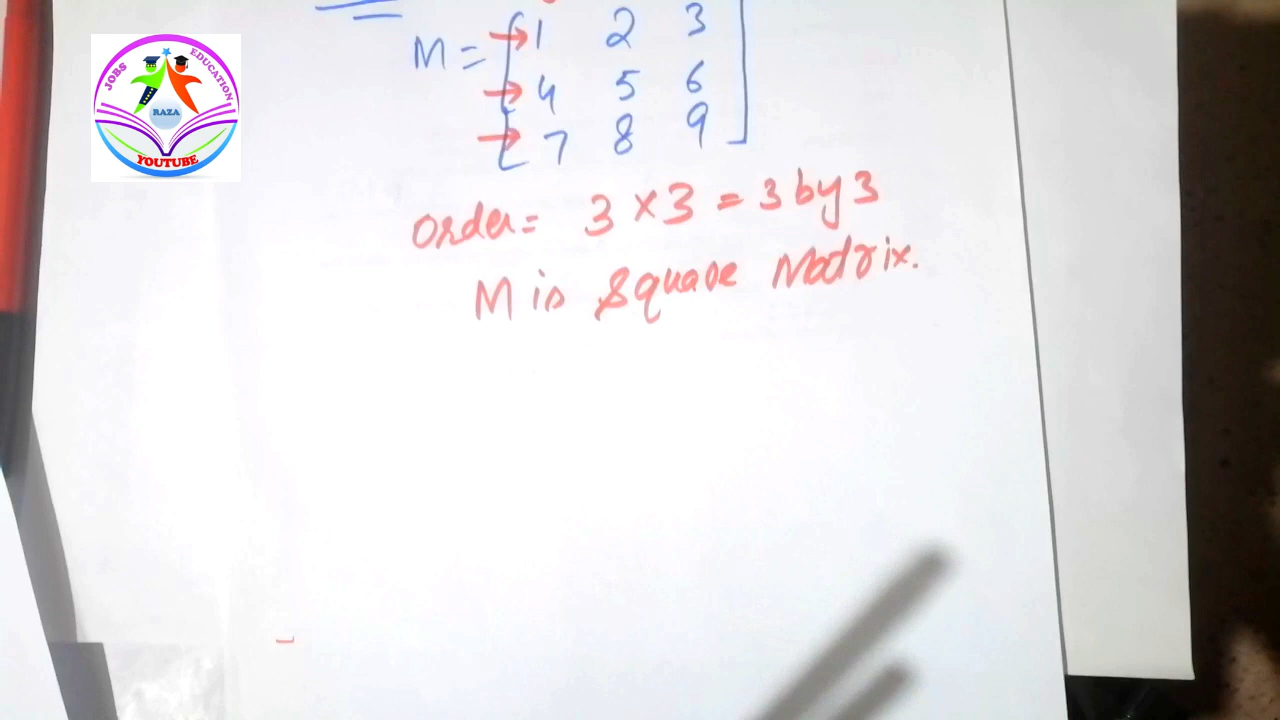 JOBS
EDUCATION
RAZA
YOUTUBE
M = [ 1 2 3
4 5 6
7 8 9 ]
Order = 3 × 3 = 3 by 3
M is Square Matrix.